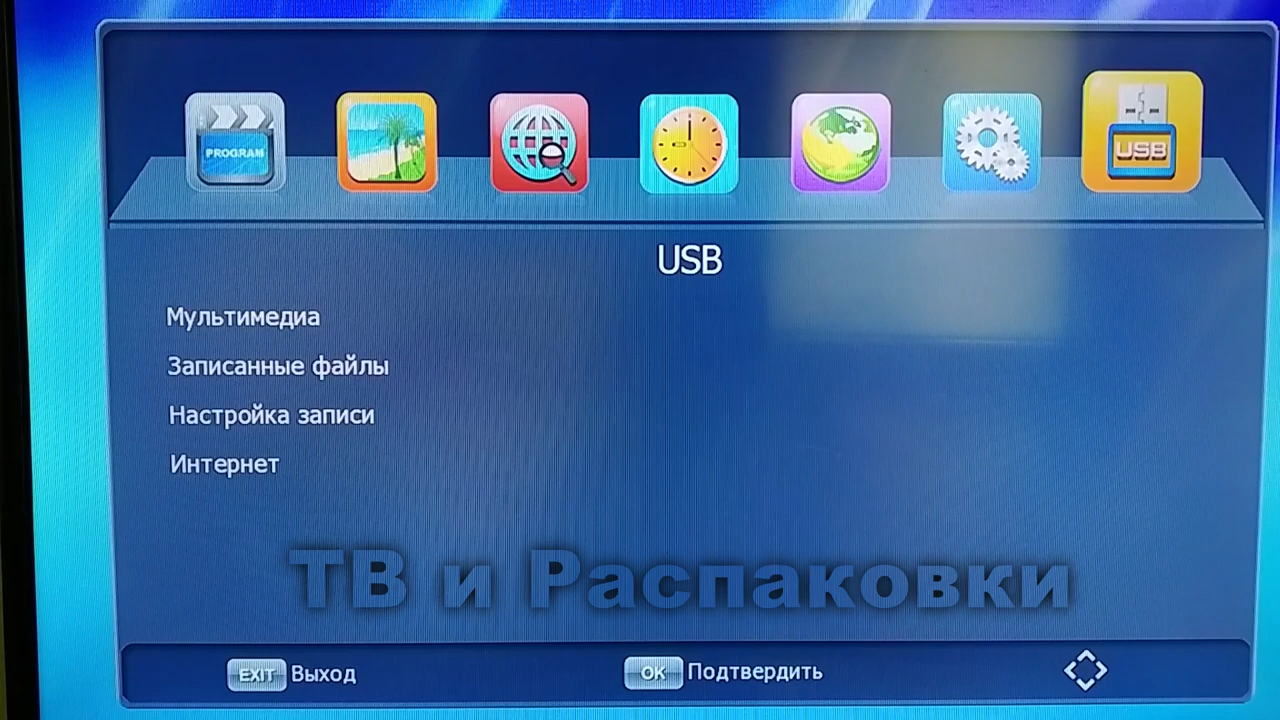 PROGRAM
USB
USB
Мультимедиа
Записанные файлы
Настройка записи
Интернет
ТВ и Распаковки
EXIT Выход
OK Подтвердить